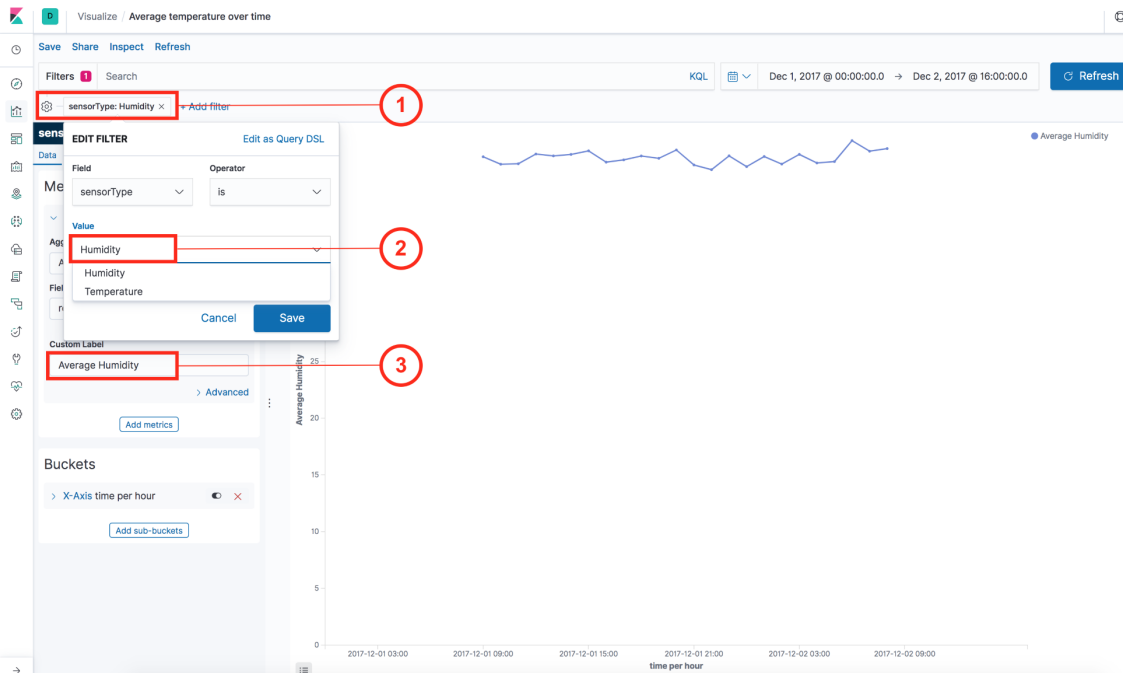 D Visualize / Average temperature over time
Save Share Inspect Refresh
Filters 1 Search KQL Dec 1, 2017 @ 00:00:00.0 → Dec 2, 2017 @ 16:00:00.0 Refresh
sensorType: Humidity × + Add filter 1
sens
EDIT FILTER Edit as Query DSL
Average Humidity
Data
Field Operator
Me
sensorType is
Value
Agg
Humidity 2
A
Humidity
Fiel
Temperature
Cancel Save
Custom Label
Average Humidity 3
Advanced
Add metrics
Buckets
X-Axis time per hour
Add sub-buckets
Average Humidity
25
20
15
10
5
0
2017-12-01 03:00 2017-12-01 09:00 2017-12-01 15:00 2017-12-01 21:00 2017-12-02 03:00 2017-12-02 09:00
time per hour